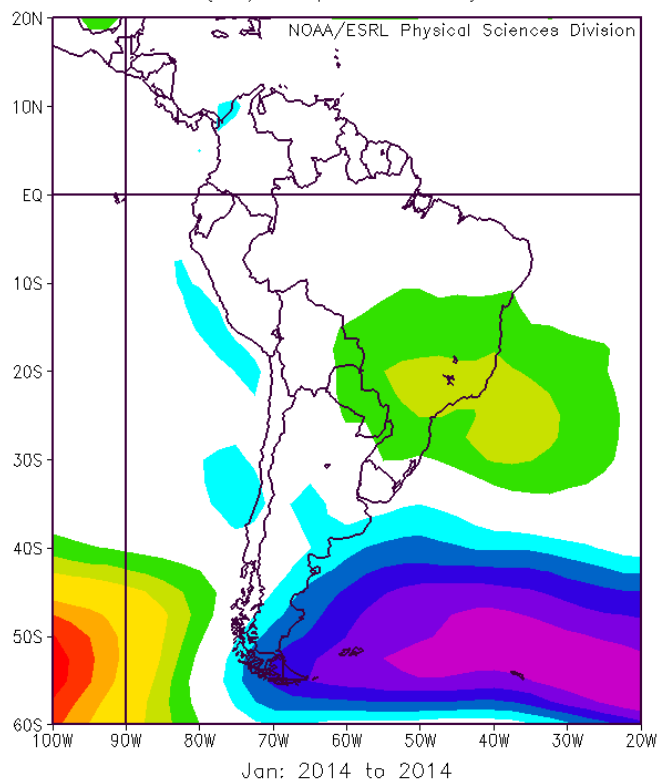 NOAA/ESRL Physical Sciences Division
20N
10N
EQ
10S
20S
30S
40S
50S
60S
100W 90W 80W 70W 60W 50W 40W 30W 20W
Jan: 2014 to 2014